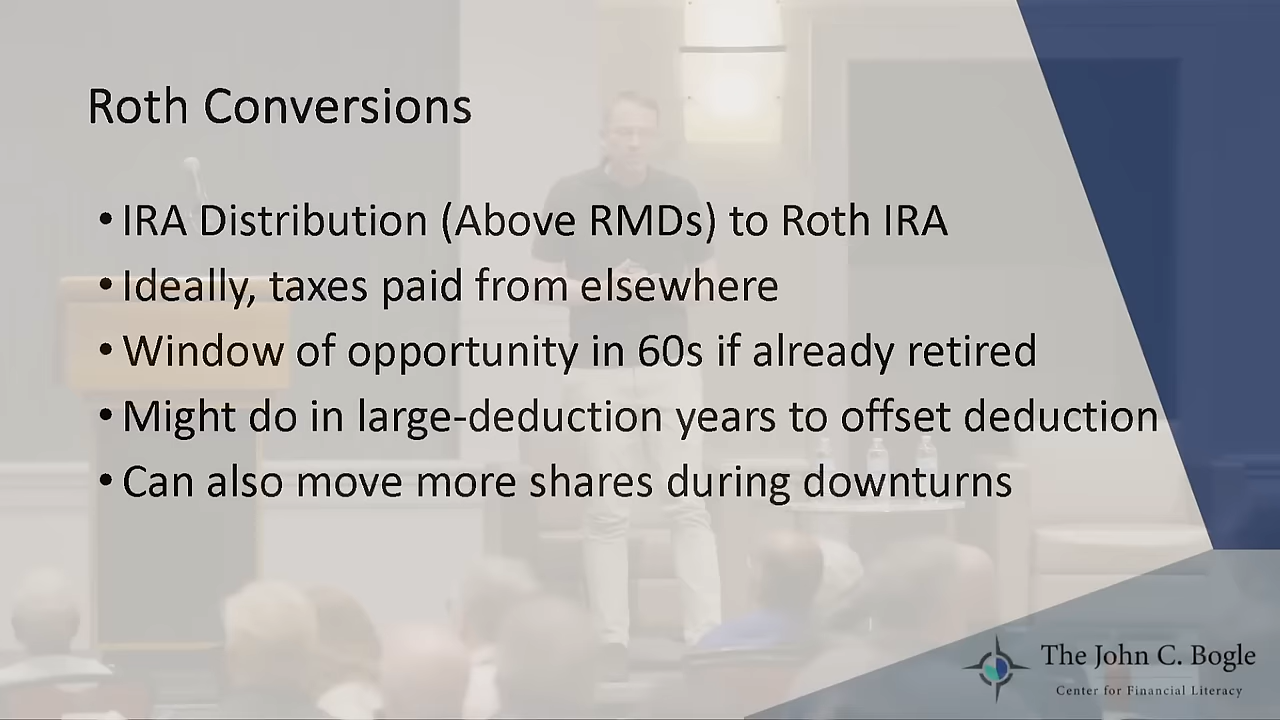 Roth Conversions
• IRA Distribution (Above RMDs) to Roth IRA
• Ideally, taxes paid from elsewhere
• Window of opportunity in 60s if already retired
• Might do in large-deduction years to offset deduction
• Can also move more shares during downturns
The John C. Bogle
Center for Financial Literacy